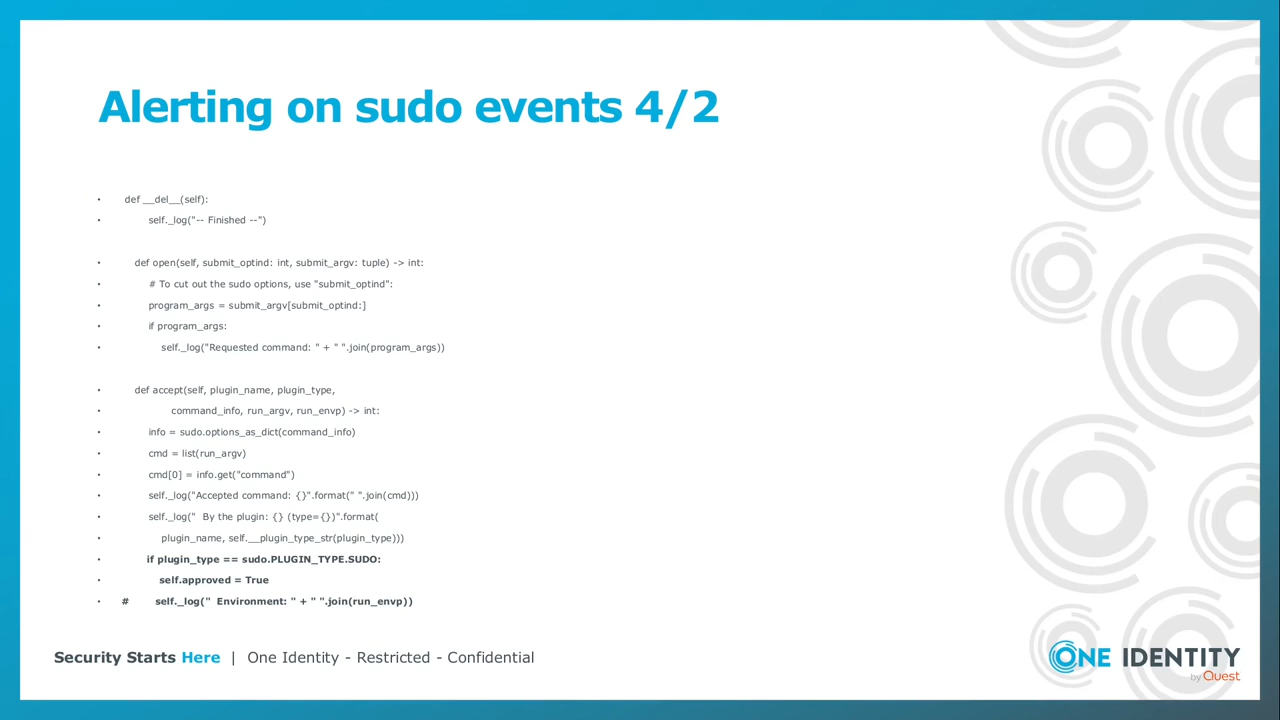 Alerting on sudo events 4/2
• def __del__(self):
• self._log("-- Finished --")
• def open(self, submit_optind: int, submit_argv: tuple) -> int:
• # To cut out the sudo options, use "submit_optind":
• program_args = submit_argv[submit_optind:]
• if program_args:
• self._log("Requested command: " + " ".join(program_args))
• def accept(self, plugin_name, plugin_type,
• command_info, run_argv, run_envp) -> int:
• info = sudo.options_as_dict(command_info)
• cmd = list(run_argv)
• cmd[0] = info.get("command")
• self._log("Accepted command: {}".format(" ".join(cmd)))
• self._log("  By the plugin: {} (type={})".format(
• plugin_name, self.__plugin_type_str(plugin_type)))
• if plugin_type == sudo.PLUGIN_TYPE.SUDO:
• self.approved = True
• # self._log("  Environment: " + " ".join(run_envp))
Security Starts Here | One Identity - Restricted - Confidential
ONE IDENTITY
by Quest